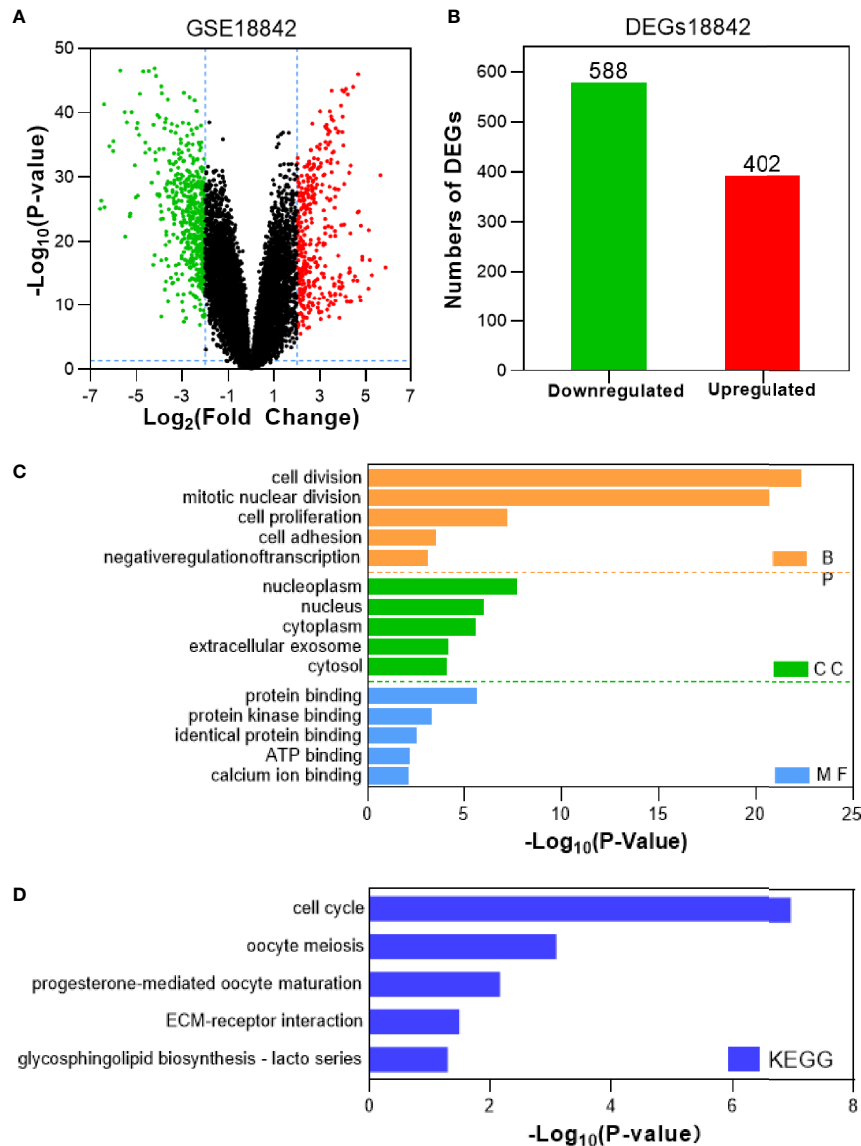 A
GSE18842
50
40
30
20
10
0
-Log10(P-value)
-7
-5
-3
-1
1
3
5
7
Log2(Fold Change)
B
DEGs18842
600
500
400
300
200
100
0
Numbers of DEGs
588
402
Downregulated
Upregulated
C
cell division
mitotic nuclear division
cell proliferation
cell adhesion
negativeregulationoftranscription
B
P
nucleoplasm
nucleus
cytoplasm
extracellular exosome
cytosol
C C
protein binding
protein kinase binding
identical protein binding
ATP binding
calcium ion binding
M F
0
5
10
15
20
25
-Log10(P-Value)
D
cell cycle
oocyte meiosis
progesterone-mediated oocyte maturation
ECM-receptor interaction
glycosphingolipid biosynthesis - lacto series
KEGG
0
2
4
6
8
-Log10(P-value)